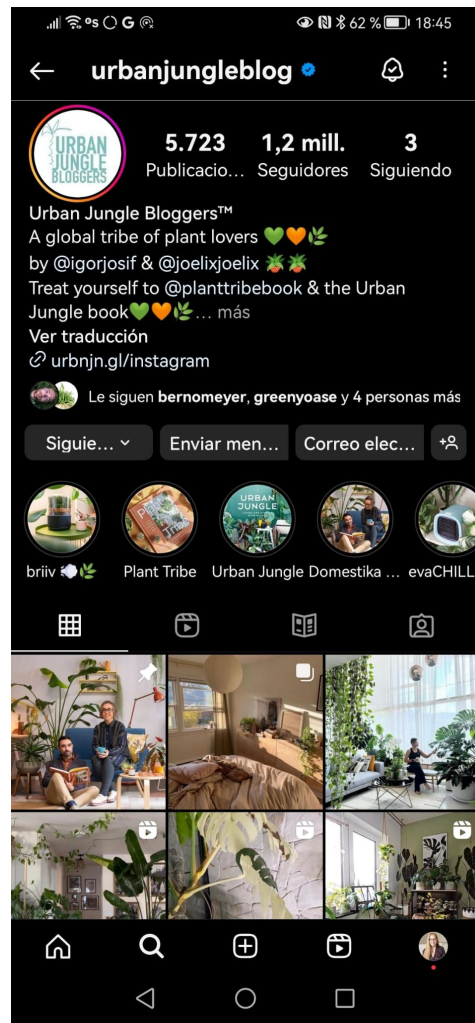 62 % 18:45
urbanjungleblog
URBAN
JUNGLE
BLOGGERS
5.723 1,2 mill. 3
Publicacio... Seguidores Siguiendo
Urban Jungle Bloggers™
A global tribe of plant lovers 💚🧡🌿
by @igorjosif & @joelixjoelix 🪴🪴
Treat yourself to @planttribebook & the Urban
Jungle book💚🧡🌿... más
Ver traducción
urbnjn.gl/instagram
Le siguen bernomeyer, greenyoase y 4 personas más
Siguie... Enviar men... Correo elec...
URBAN
JUNGLE
briiv 💨🌿 Plant Tribe Urban Jungle Domestika ... evaCHILL